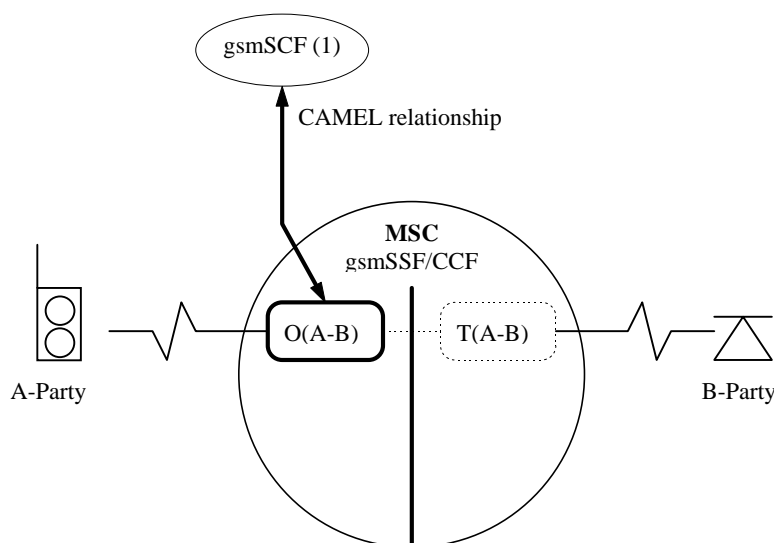 gsmSCF (1)
CAMEL relationship
MSC
gsmSSF/CCF
O(A-B)
T(A-B)
A-Party
B-Party